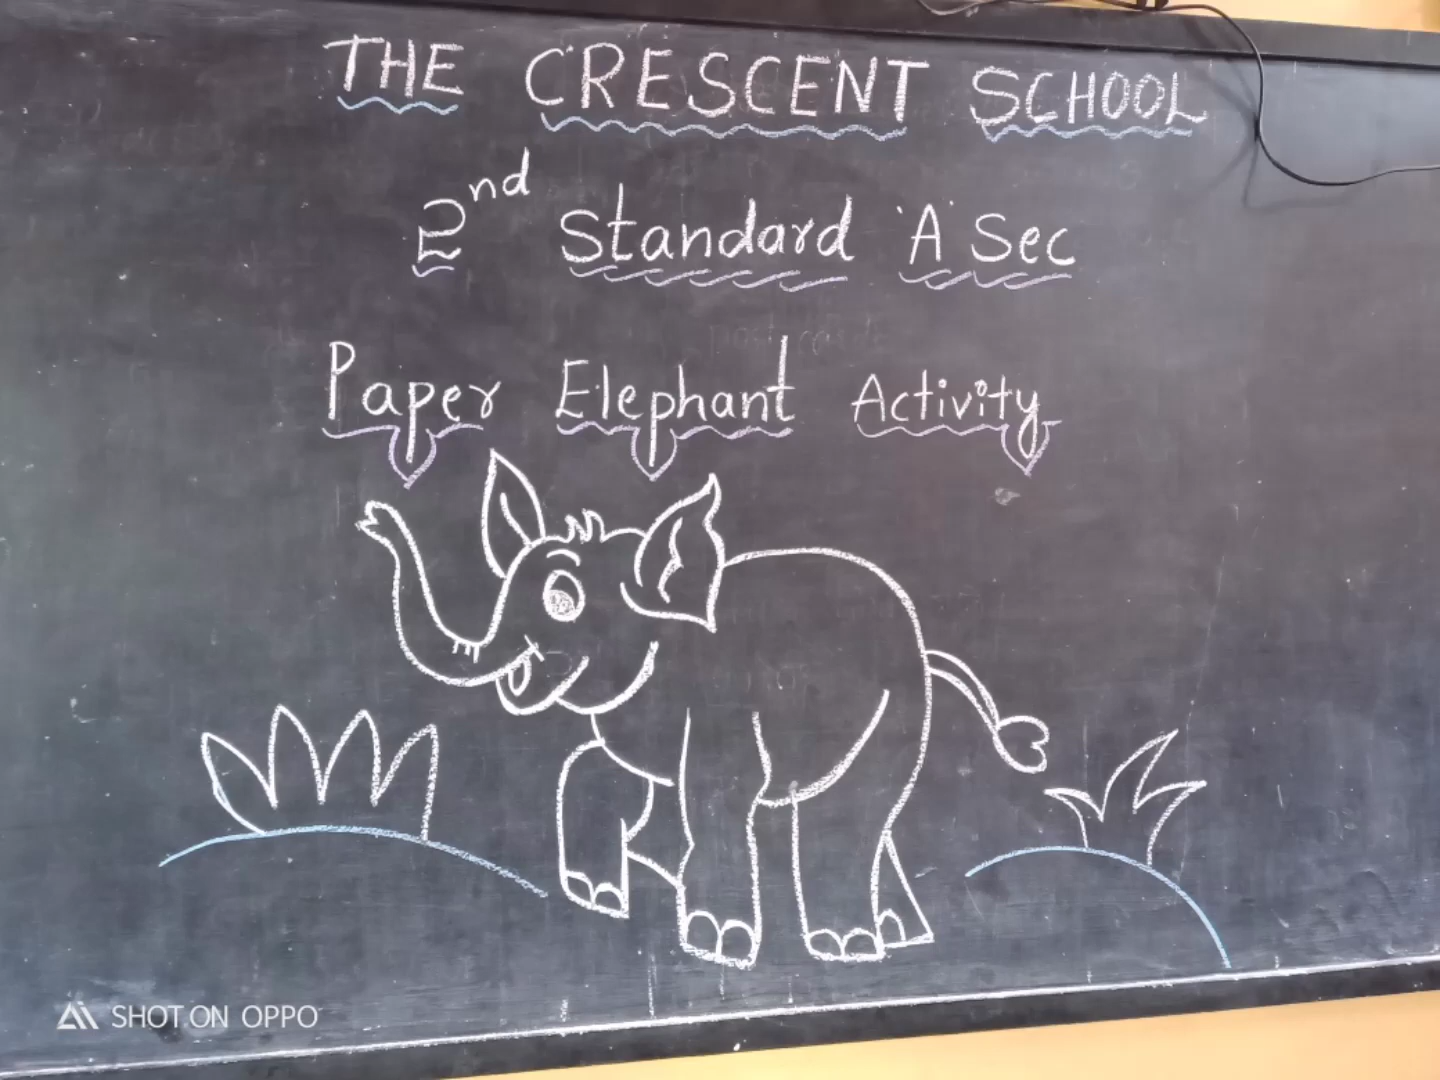 THE CRESCENT SCHOOL
2nd Standard 'A' Sec
Paper Elephant Activity
SHOT ON OPPO